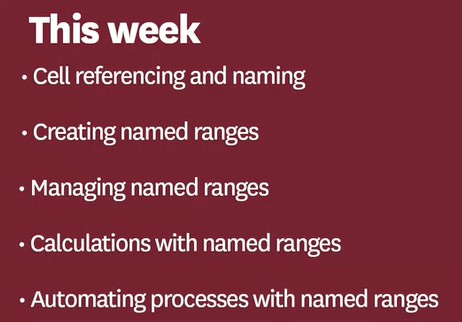 This week
• Cell referencing and naming
• Creating named ranges
• Managing named ranges
• Calculations with named ranges
• Automating processes with named ranges